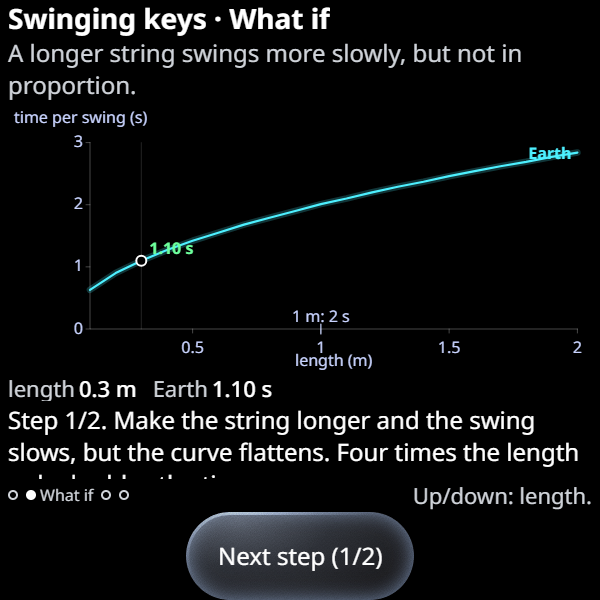 Swinging keys · What if
A longer string swings more slowly, but not in
proportion.
time per swing (s)
3
Earth
2
1.10 s
1
1 m: 2 s
0
0.5
1
1.5
2
length (m)
length 0.3 m Earth 1.10 s
Step 1/2. Make the string longer and the swing
slows, but the curve flattens. Four times the length
What if
Up/down: length.
Next step (1/2)